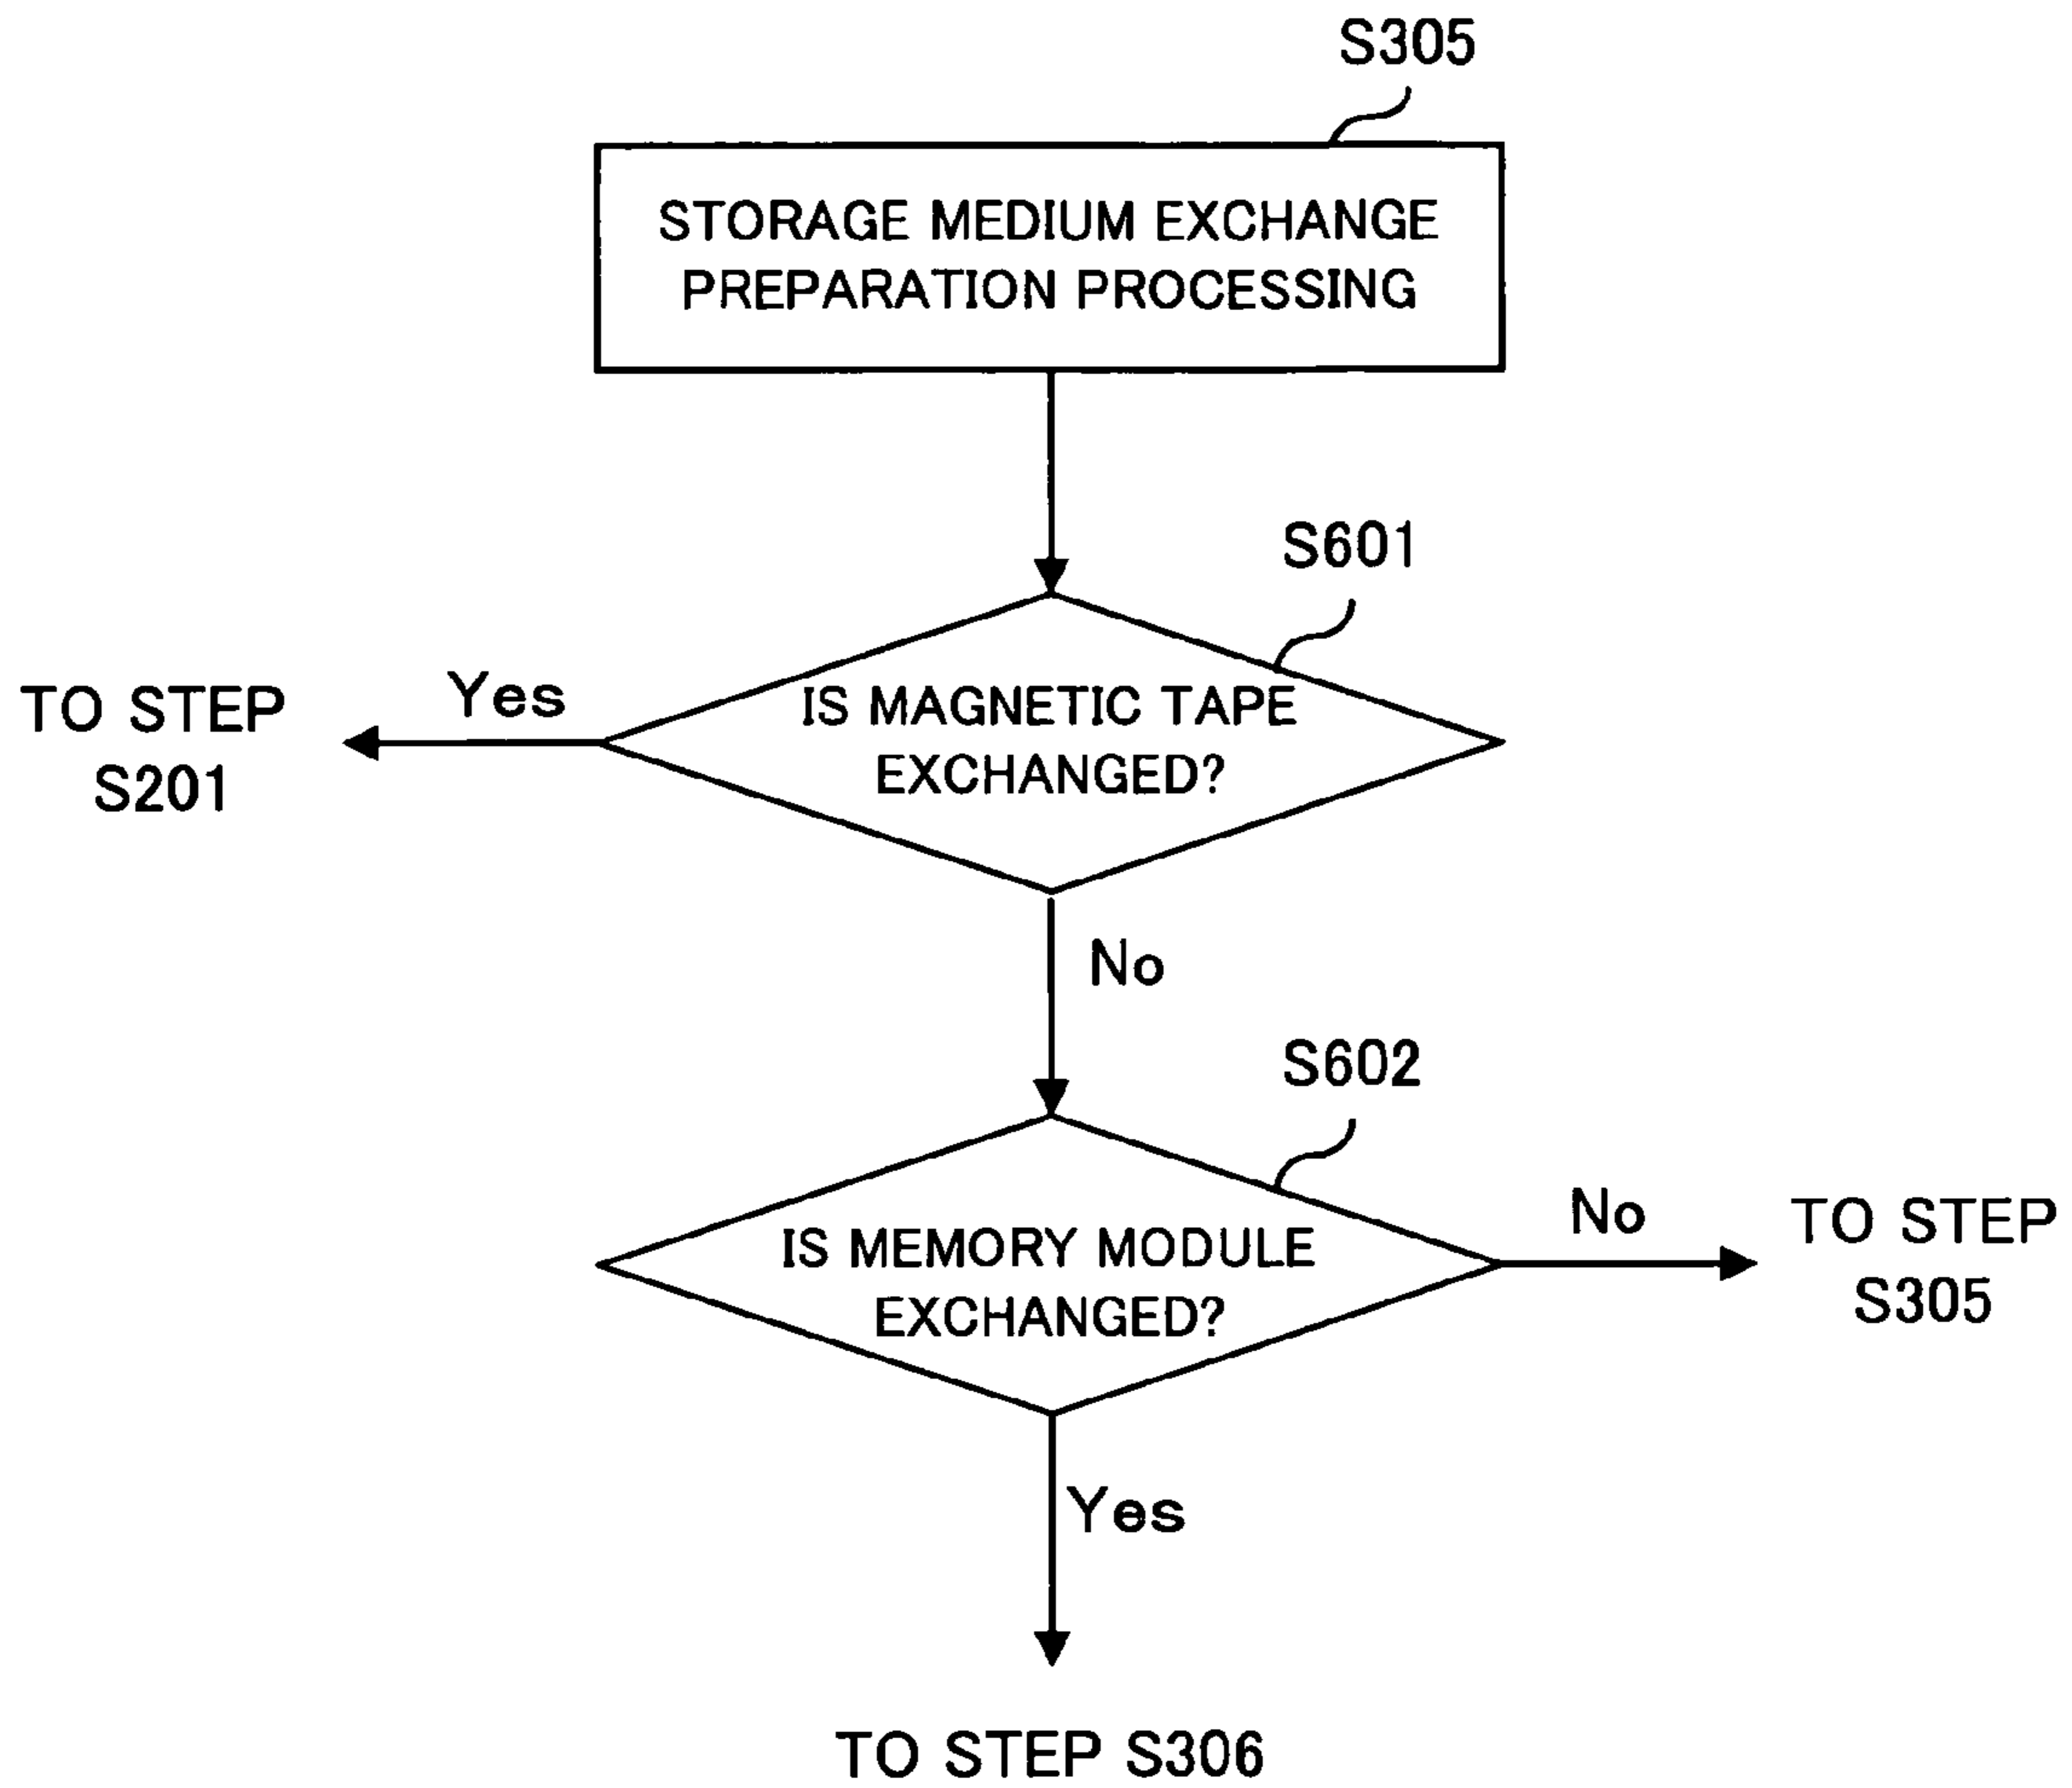 S305
STORAGE MEDIUM EXCHANGE
PREPARATION PROCESSING
S601
IS MAGNETIC TAPE
EXCHANGED?
Yes
TO STEP
S201
No
S602
IS MEMORY MODULE
EXCHANGED?
No
TO STEP
S305
Yes
TO STEP S306